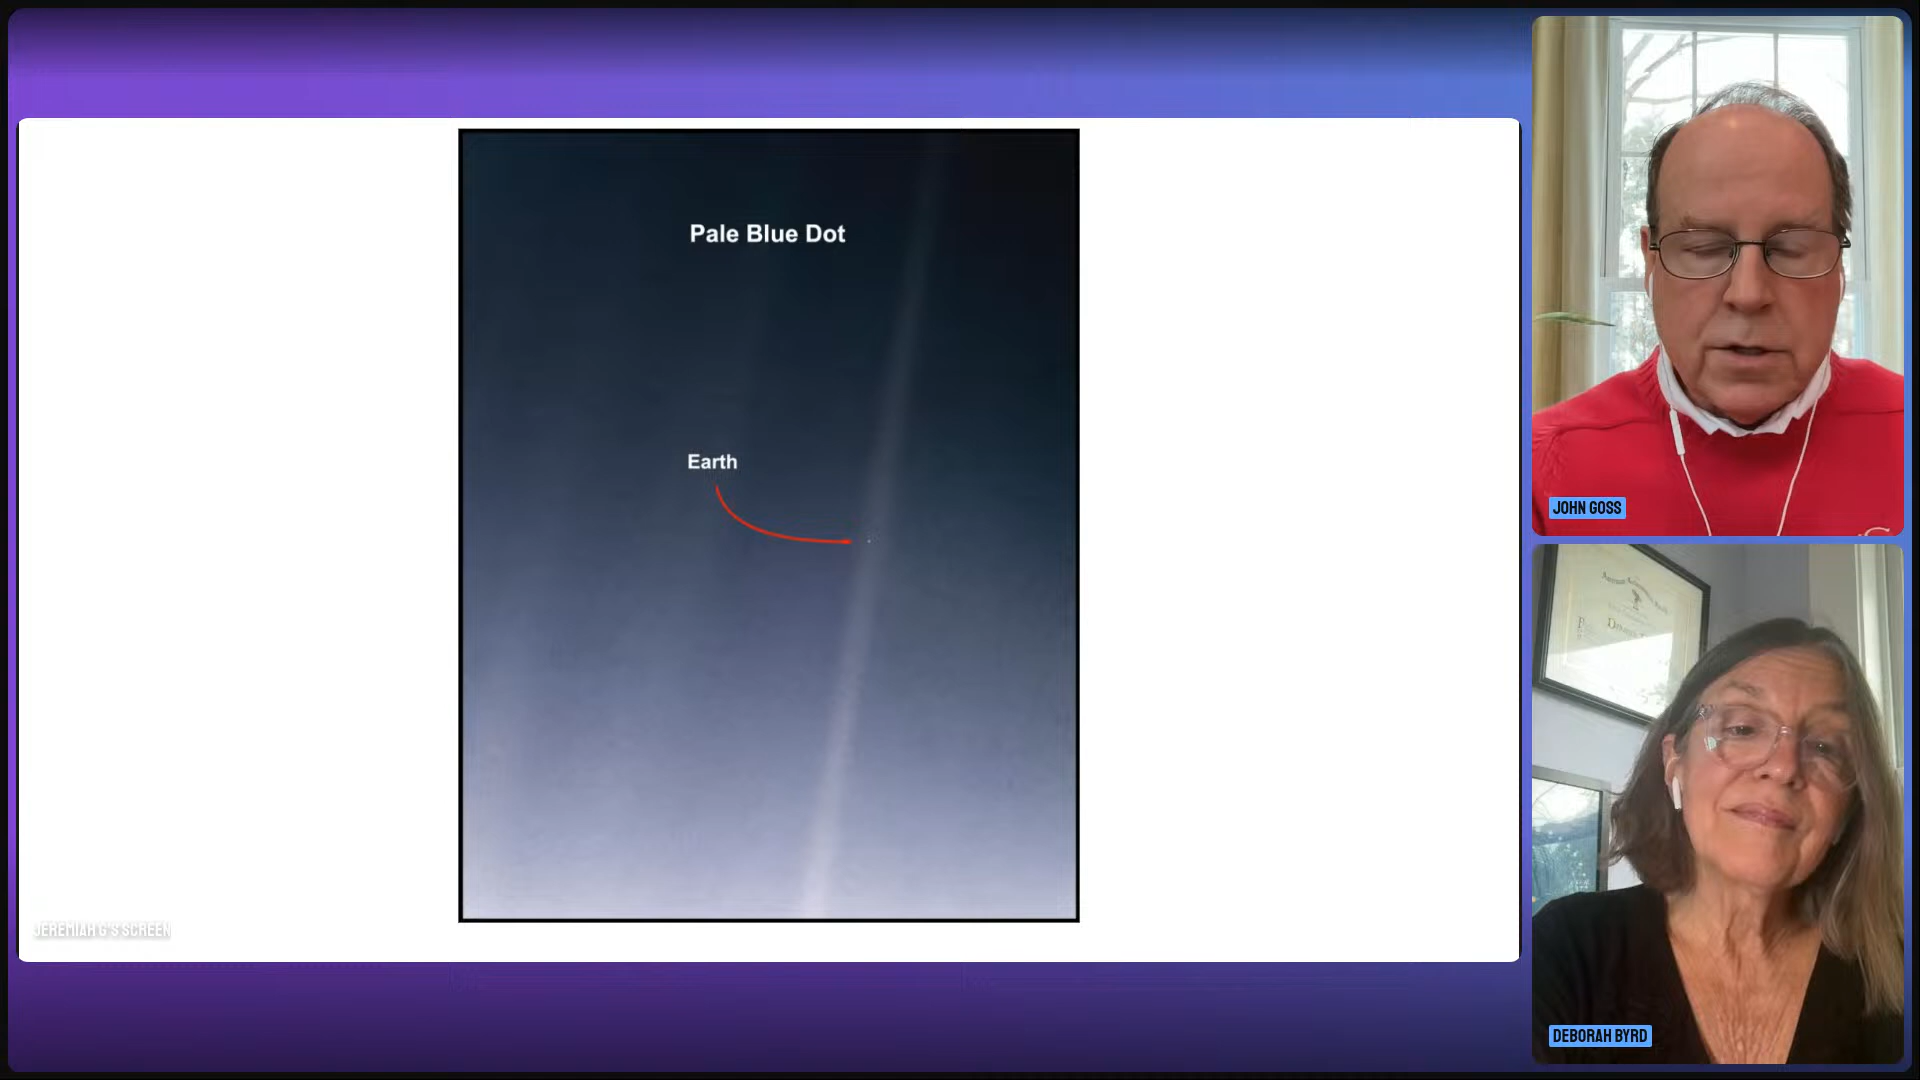 Pale Blue Dot
Earth
JEREMIAH G'S SCREEN
JOHN GOSS
DEBORAH BYRD